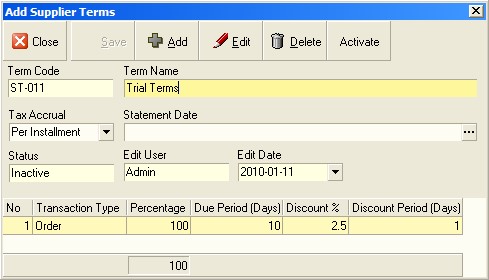 Add Supplier Terms
Close Save Add Edit Delete Activate
Term Code Term Name
ST-011 Trial Terms
Tax Accrual Statement Date
Per Installment ...
Status Edit User Edit Date
Inactive Admin 2010-01-11
No Transaction Type Percentage Due Period (Days) Discount % Discount Period (Days)
1 Order 100 10 2.5 1
100